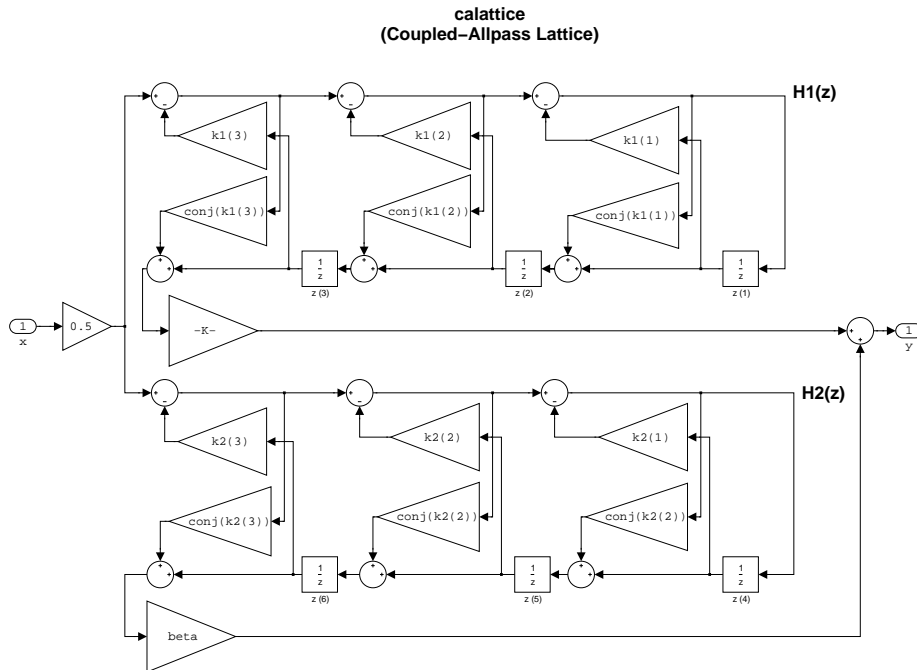 calattice
(Coupled−Allpass Lattice)
H1(z)
k1(3)
k1(2)
k1(1)
conj(k1(3))
conj(k1(2))
conj(k1(1))
1
z
z (3)
1
z
z (2)
1
z
z (1)
1
x
0.5
−K−
1
y
H2(z)
k2(3)
k2(2)
k2(1)
conj(k2(3))
conj(k2(2))
conj(k2(2))
1
z
z (6)
1
z
z (5)
1
z
z (4)
beta